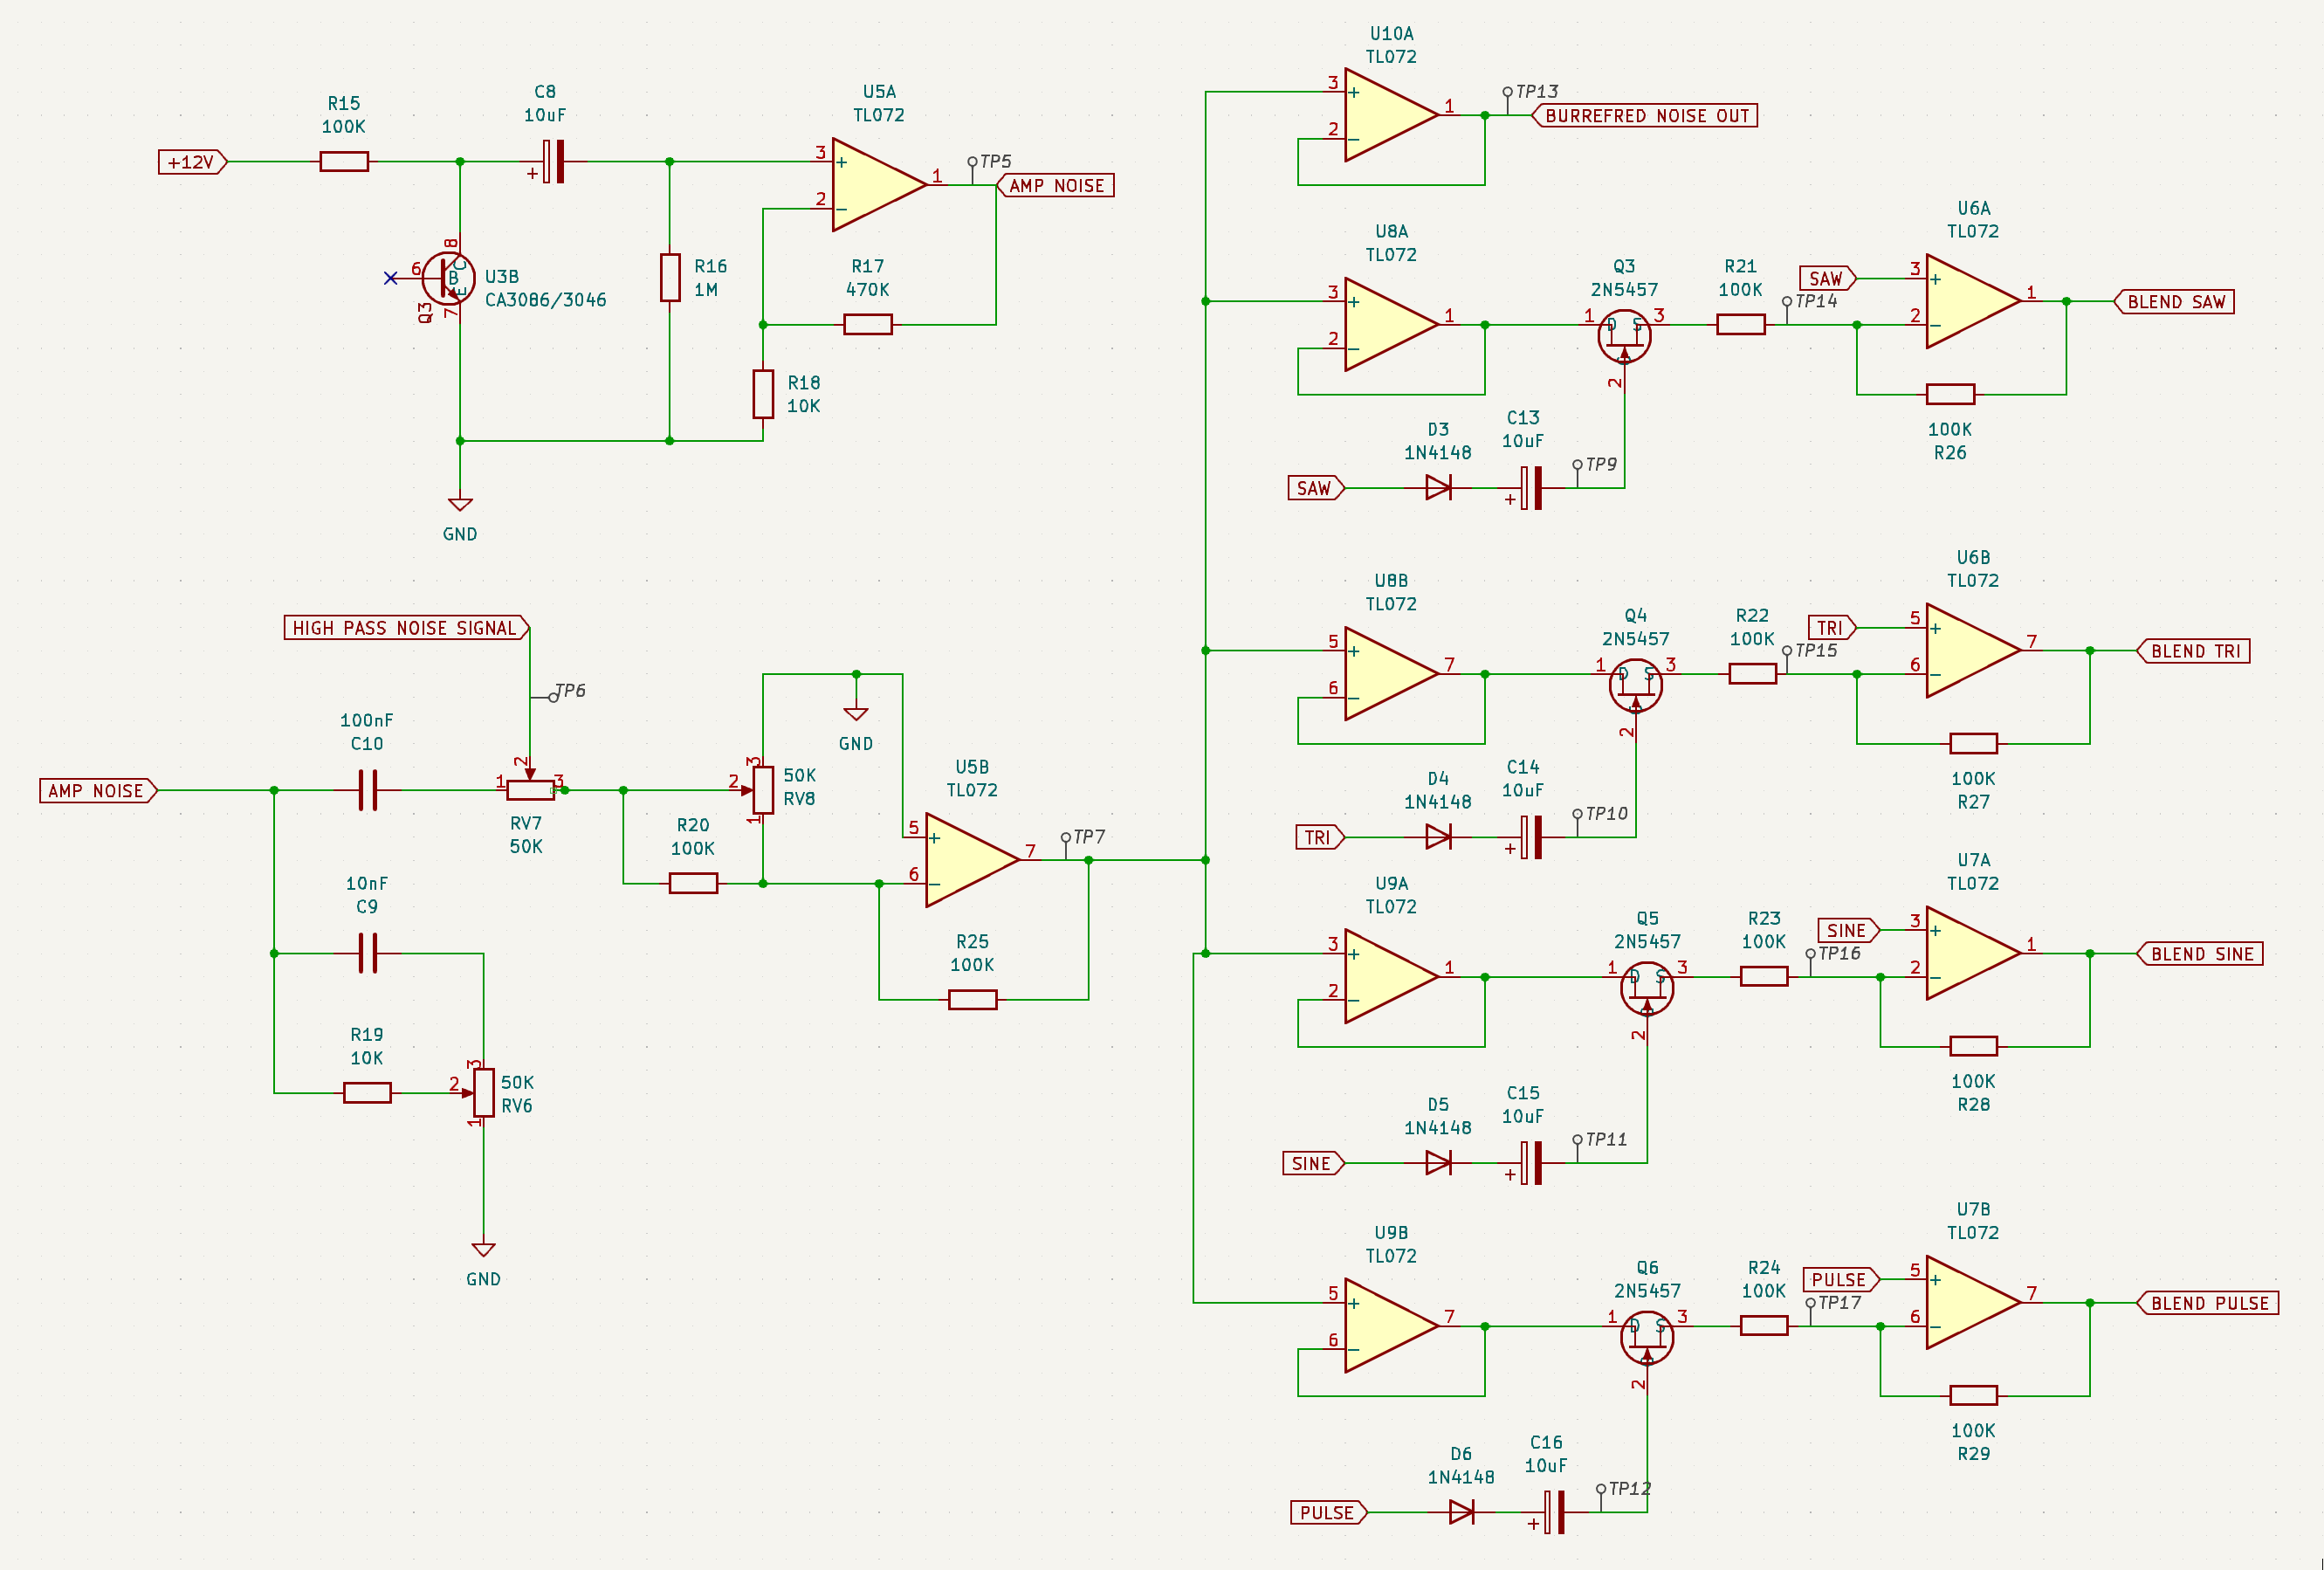 +12V
R15
100K
C8
10uF
+
U5A
TL072
3
+
2
−
1
TP5
AMP NOISE
8
C
6
B
E
7
Q3
U3B
CA3086/3046
R16
1M
R17
470K
R18
10K
GND
HIGH PASS NOISE SIGNAL
TP6
100nF
C10
AMP NOISE
1
2
3
RV7
50K
10nF
C9
R19
10K
3
2
1
50K
RV6
GND
R20
100K
3
2
1
50K
RV8
GND
U5B
TL072
5
+
6
−
7
TP7
R25
100K
U10A
TL072
3
+
2
−
1
TP13
BURREFRED NOISE OUT
U8A
TL072
3
+
2
−
1
Q3
2N5457
1
D
S
3
G
2
R21
100K
TP14
SAW
U6A
TL072
3
+
2
−
1
BLEND SAW
100K
R26
SAW
D3
1N4148
C13
10uF
+
TP9
U8B
TL072
5
+
6
−
7
Q4
2N5457
1
D
S
3
G
2
R22
100K
TP15
TRI
U6B
TL072
5
+
6
−
7
BLEND TRI
100K
R27
TRI
D4
1N4148
C14
10uF
+
TP10
U9A
TL072
3
+
2
−
1
Q5
2N5457
1
D
S
3
G
2
R23
100K
TP16
SINE
U7A
TL072
3
+
2
−
1
BLEND SINE
100K
R28
SINE
D5
1N4148
C15
10uF
+
TP11
U9B
TL072
5
+
6
−
7
Q6
2N5457
1
D
S
3
G
2
R24
100K
TP17
PULSE
U7B
TL072
5
+
6
−
7
BLEND PULSE
100K
R29
PULSE
D6
1N4148
C16
10uF
+
TP12